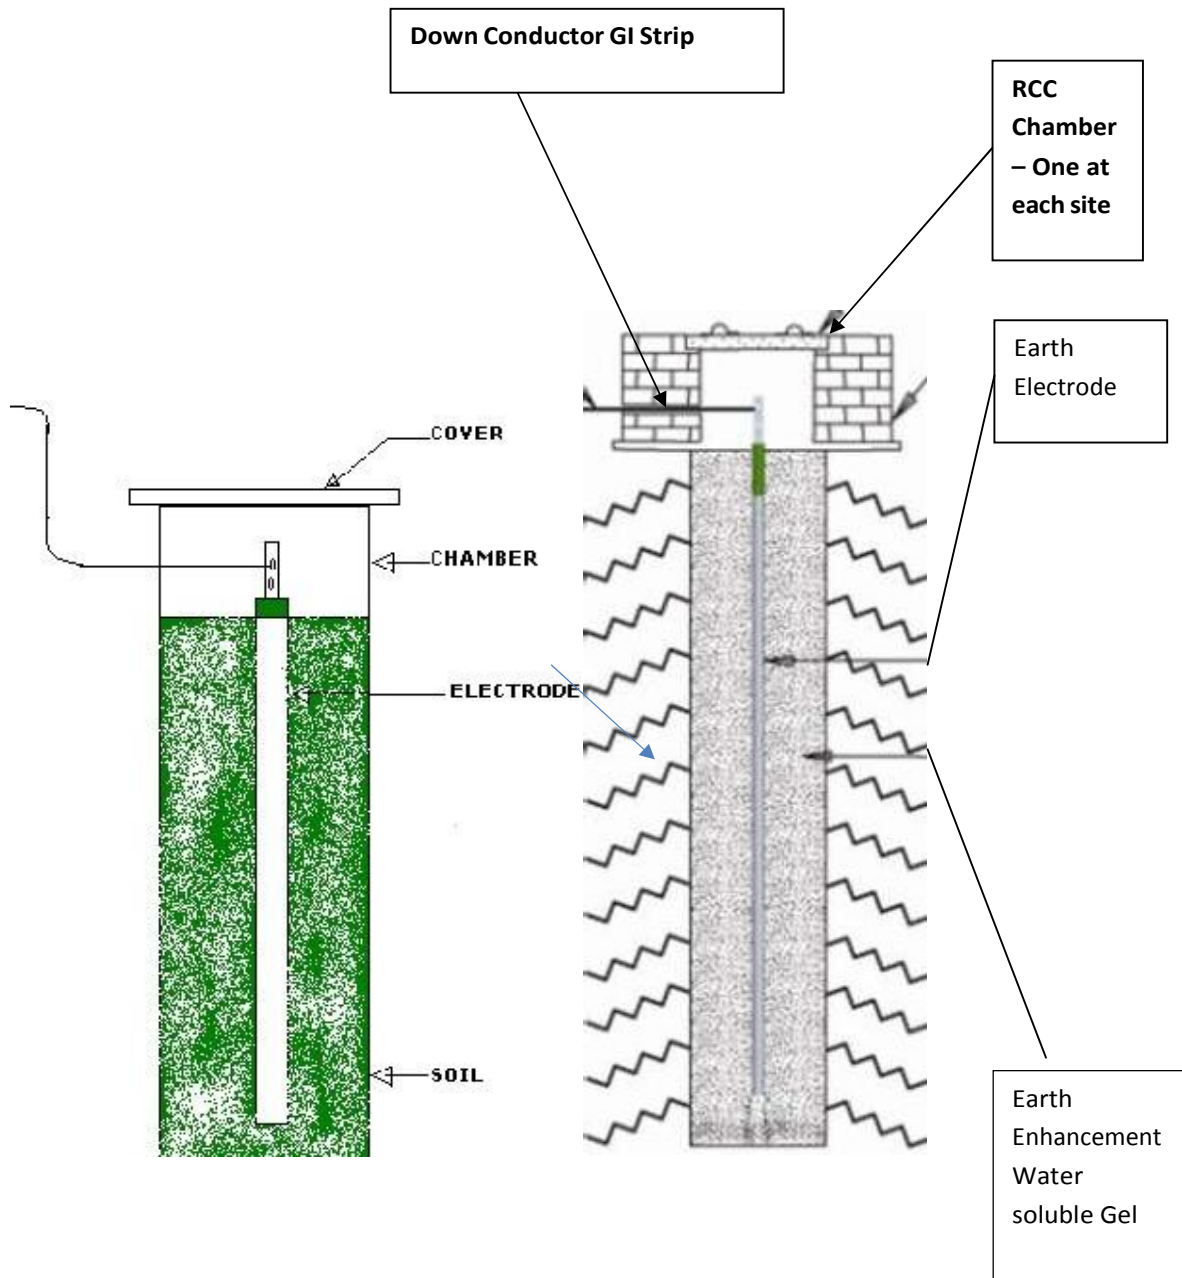 Down Conductor GI Strip
RCC
Chamber
– One at
each site
Earth
Electrode
COVER
CHAMBER
ELECTRODE
SOIL
Earth
Enhancement
Water
soluble Gel